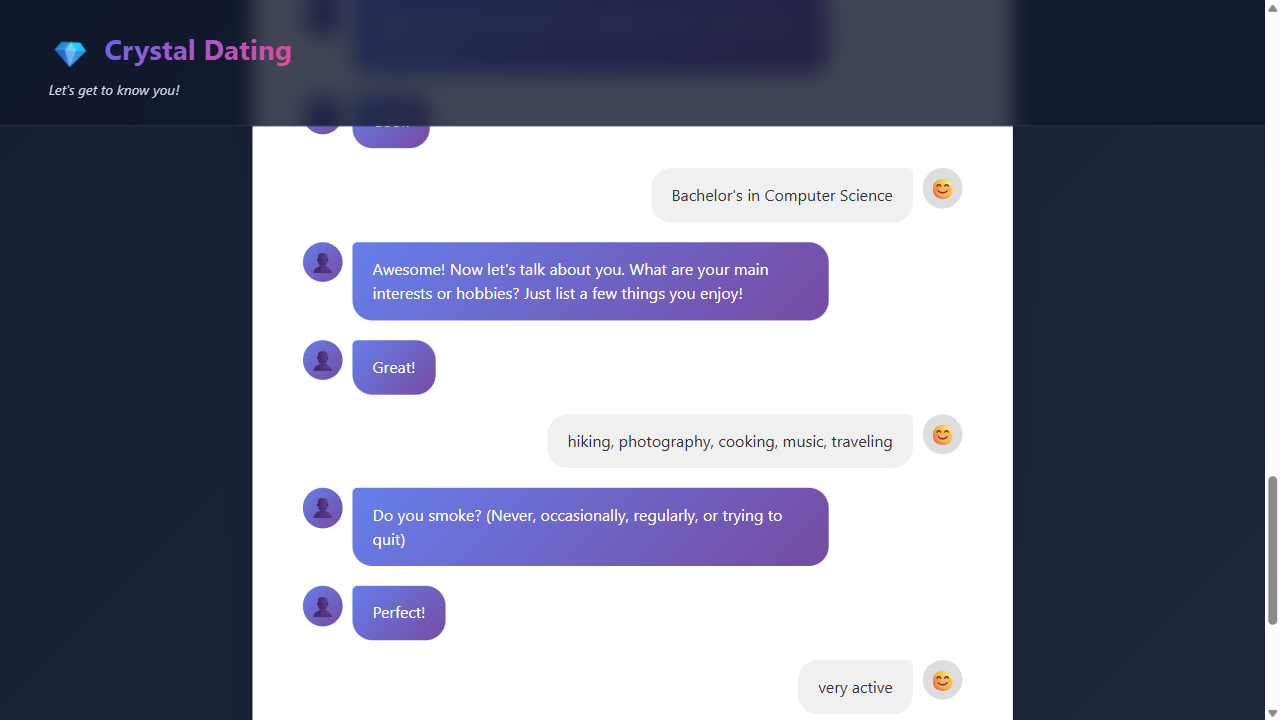 Crystal Dating
Let's get to know you!
Bachelor's in Computer Science
Awesome! Now let's talk about you. What are your main
interests or hobbies? Just list a few things you enjoy!
Great!
hiking, photography, cooking, music, traveling
Do you smoke? (Never, occasionally, regularly, or trying to
quit)
Perfect!
very active